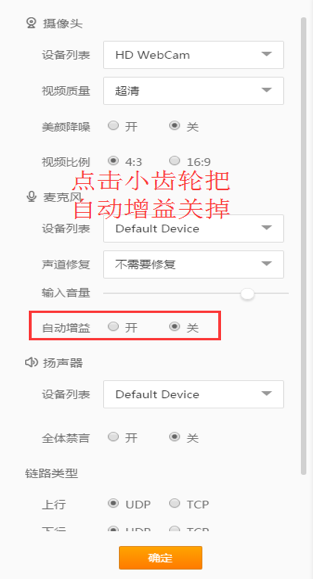 摄像头
设备列表 HD WebCam
视频质量 超清
美颜降噪 开 关
视频比例 4:3 16:9
点击小齿轮把
麦克风
自动增益关掉
设备列表 Default Device
声道修复 不需要修复
输入音量
自动增益 开 关
扬声器
设备列表 Default Device
全体禁言 开 关
链路类型
上行 UDP TCP
下行 UDP TCP
确定